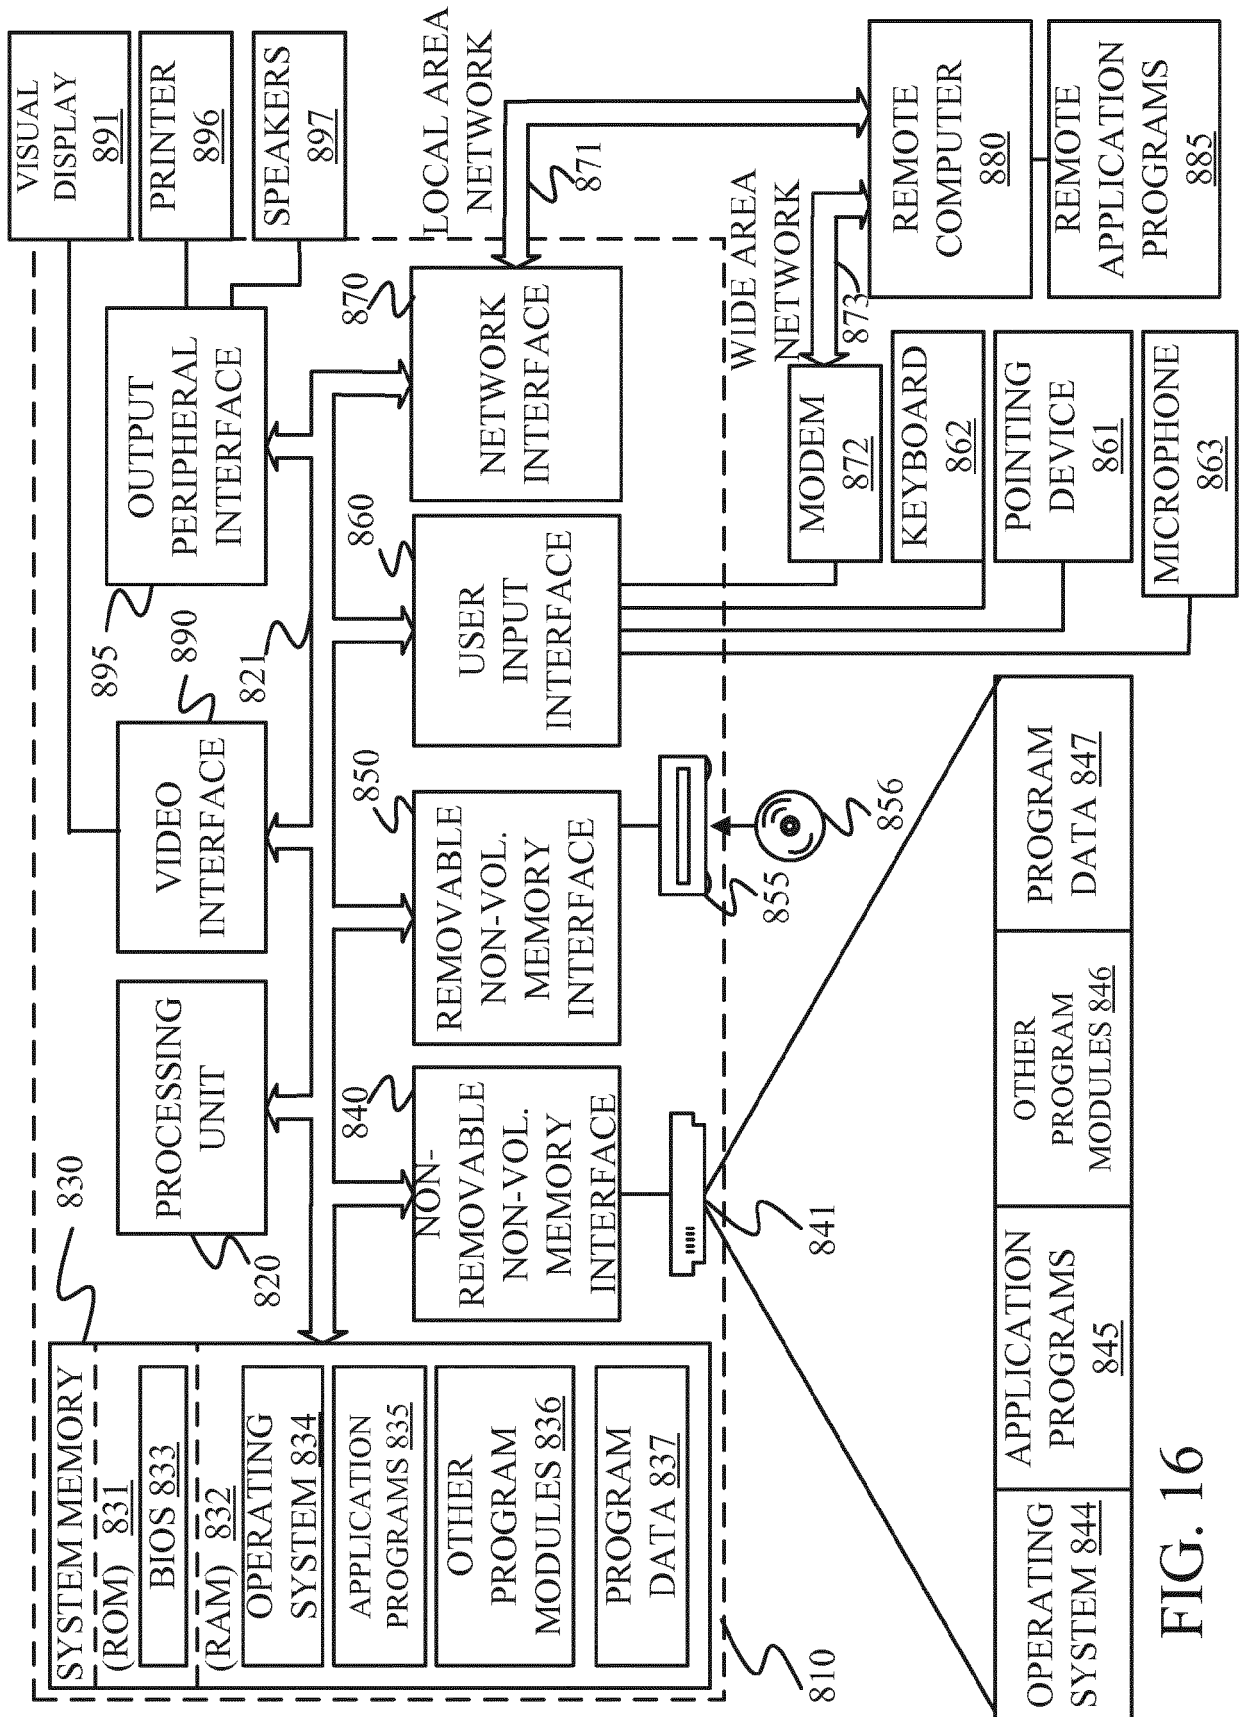 SYSTEM MEMORY
(ROM) 831
BIOS 833
(RAM) 832
OPERATING
SYSTEM 834
APPLICATION
PROGRAMS 835
OTHER
PROGRAM
MODULES 836
PROGRAM
DATA 837
830
810
PROCESSING
UNIT
820
VIDEO
INTERFACE
890
OUTPUT
PERIPHERAL
INTERFACE
895
821
VISUAL
DISPLAY
891
PRINTER
896
SPEAKERS
897
NON-
REMOVABLE
NON-VOL.
MEMORY
INTERFACE
840
REMOVABLE
NON-VOL.
MEMORY
INTERFACE
850
USER
INPUT
INTERFACE
860
NETWORK
INTERFACE
870
LOCAL AREA
NETWORK
871
WIDE AREA
NETWORK
873
841
855
856
MODEM
872
KEYBOARD
862
POINTING
DEVICE
861
MICROPHONE
863
REMOTE
COMPUTER
880
REMOTE
APPLICATION
PROGRAMS
885
OPERATING
SYSTEM 844
APPLICATION
PROGRAMS
845
OTHER
PROGRAM
MODULES 846
PROGRAM
DATA 847
FIG. 16